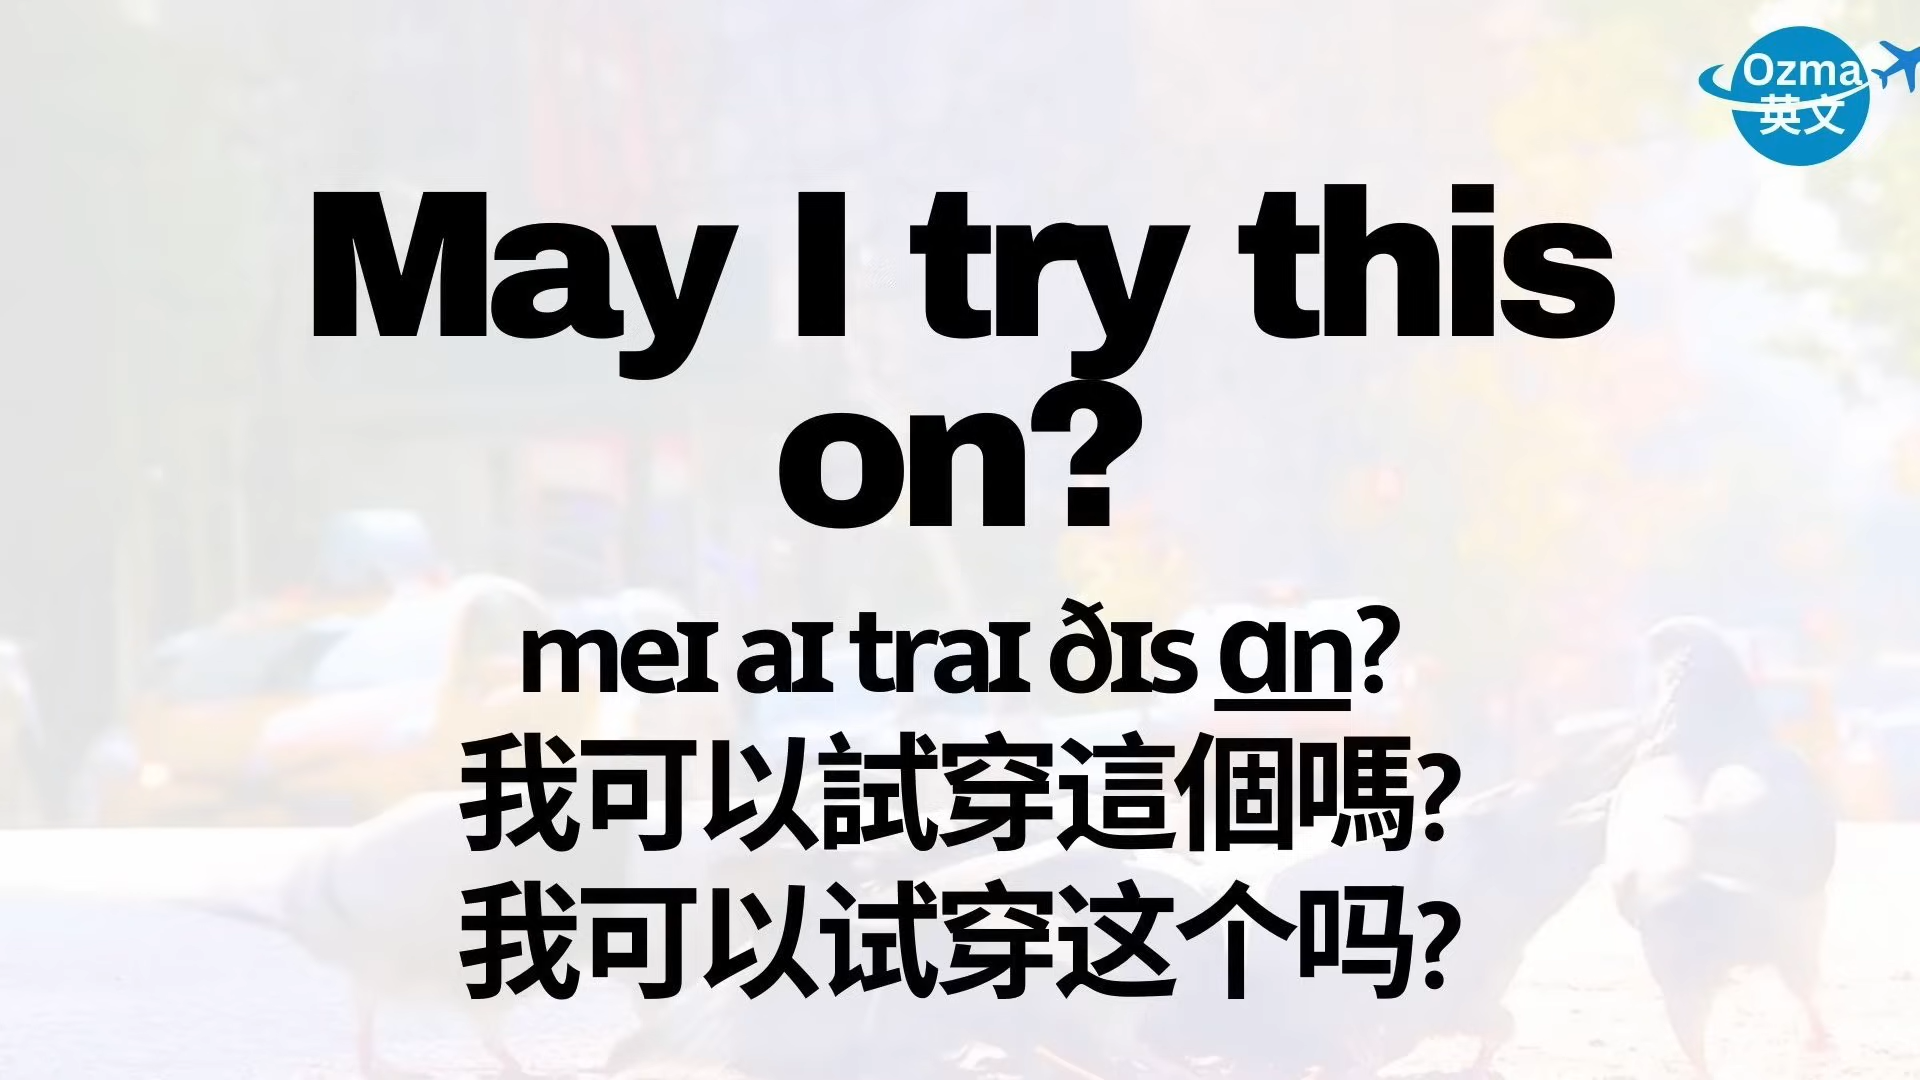 Ozma
英文
May I try this
on?
meɪ aɪ traɪ ðɪs ɑn?
我可以試穿這個嗎?
我可以试穿这个吗?